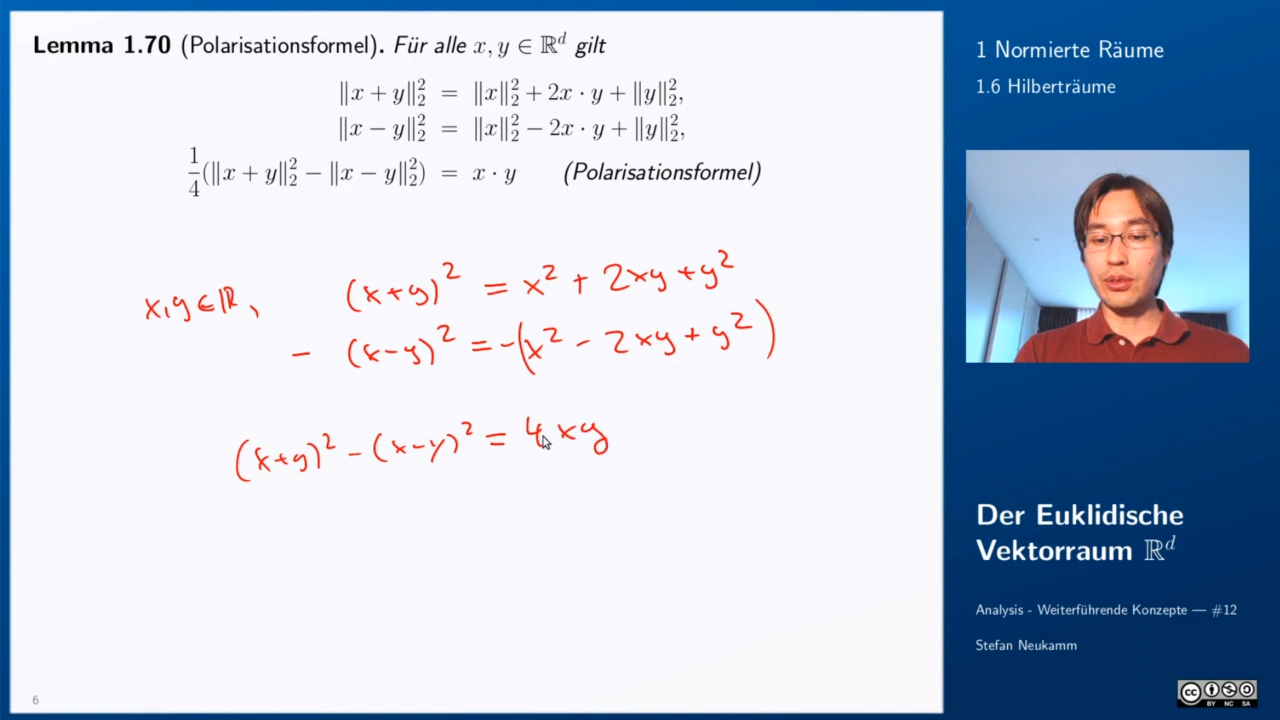 Lemma 1.70 (Polarisationsformel). Für alle x, y ∈ ℝᵈ gilt
‖x + y‖₂² = ‖x‖₂² + 2x · y + ‖y‖₂²,
‖x − y‖₂² = ‖x‖₂² − 2x · y + ‖y‖₂²,
1/4(‖x + y‖₂² − ‖x − y‖₂²) = x · y (Polarisationsformel)
x,y ∈ ℝ, (x+y)² = x² + 2xy + y²
− (x−y)² = −(x² − 2xy + y²)
(x+y)² − (x−y)² = 4xy
6
1 Normierte Räume
1.6 Hilberträume
Der Euklidische
Vektorraum ℝᵈ
Analysis - Weiterführende Konzepte — #12
Stefan Neukamm
CC
BY NC SA